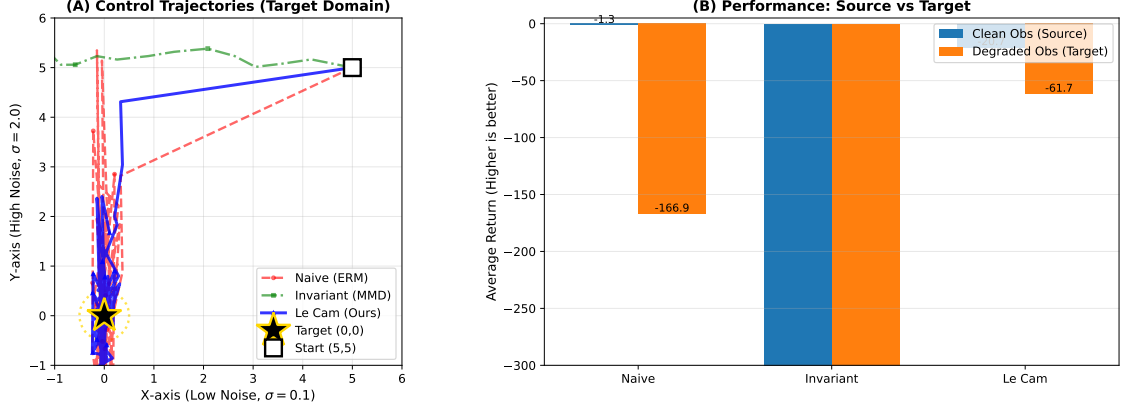 (A) Control Trajectories (Target Domain)
6
5
4
3
2
1
0
−1
Y-axis (High Noise, σ = 2.0)
−1
0
1
2
3
4
5
6
X-axis (Low Noise, σ = 0.1)
Naive (ERM)
Invariant (MMD)
Le Cam (Ours)
Target (0,0)
Start (5,5)
(B) Performance: Source vs Target
0
−50
−100
−150
−200
−250
−300
Average Return (Higher is better)
-1.3
-166.9
-61.7
Clean Obs (Source)
Degraded Obs (Target)
Naive
Invariant
Le Cam